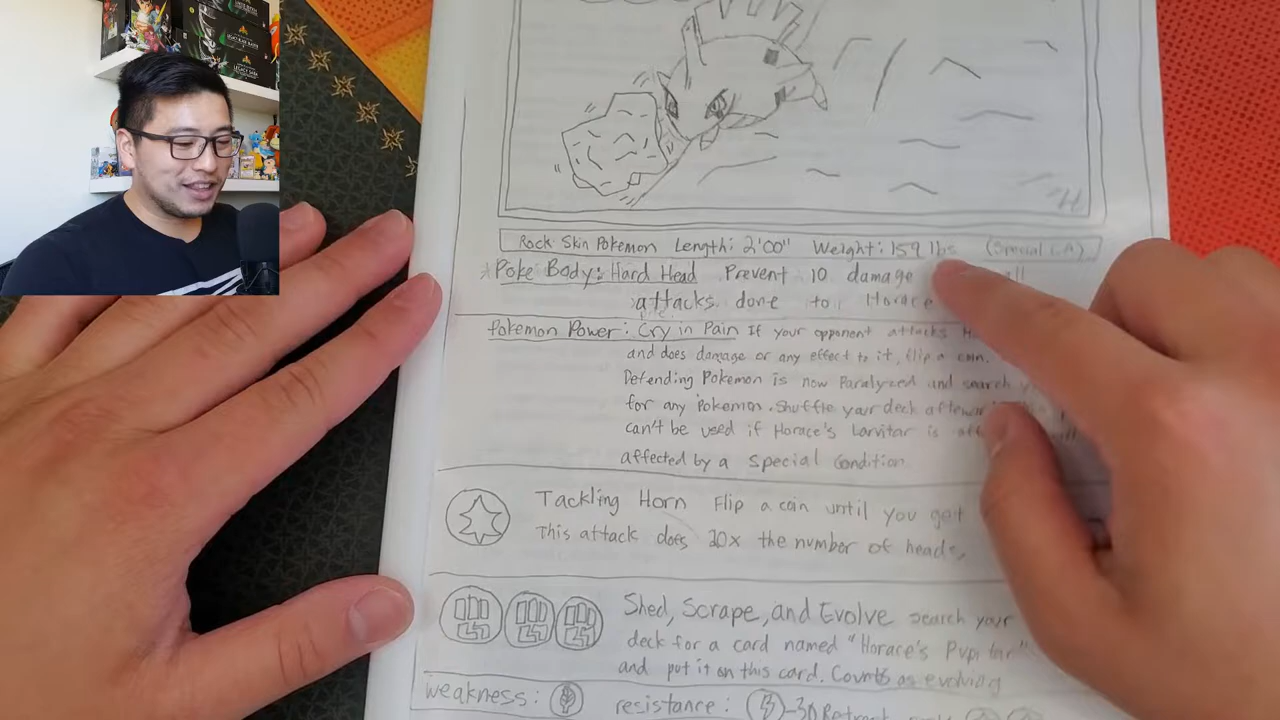 Rock Skin Pokemon Length: 2'00" Weight: 159 lbs (Special C.A)
Poke Body: Hard Head Prevent 10 damage all
attacks done to Horace
Pokemon Power: Cry in Pain If your opponent attacks
and does damage or any effect to it, flip a coin.
Defending Pokemon is now Paralyzed and search
for any Pokemon. Shuffle your deck
can't be used if Horace's Larvitar is
affected by a Special Condition
Tackling Horn Flip a coin until you get
This attack does 20x the number of heads.
Shed, Scrape, and Evolve search your
deck for a card named "Horace's Pupitar"
and put it on this card. Counts as evolving
weakness: resistance: -30 Retreat